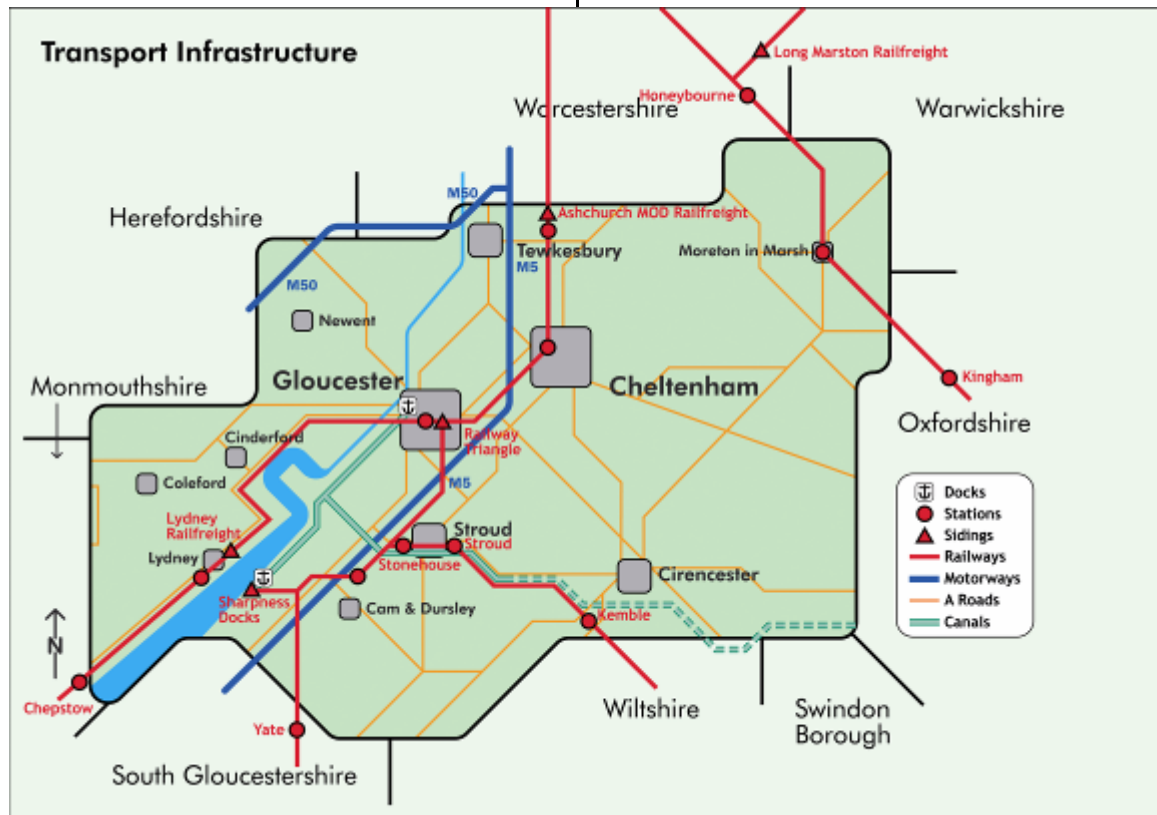 Transport Infrastructure
Long Marston Railfreight
Honeybourne
Worcestershire
Warwickshire
M50
Herefordshire
Ashchurch MOD Railfreight
Tewkesbury
Moreton in Marsh
M5
M50
Newent
Gloucester
Cheltenham
Kingham
Monmouthshire
Oxfordshire
Cinderford
Railway
Triangle
Coleford
M5
Docks
Stations
Sidings
Railways
Motorways
A Roads
Canals
Lydney
Railfreight
Stroud
Stroud
Lydney
Stonehouse
Cirencester
Sharpness
Docks
Cam & Dursley
Kemble
N
Chepstow
Wiltshire
Swindon
Borough
Yate
South Gloucestershire